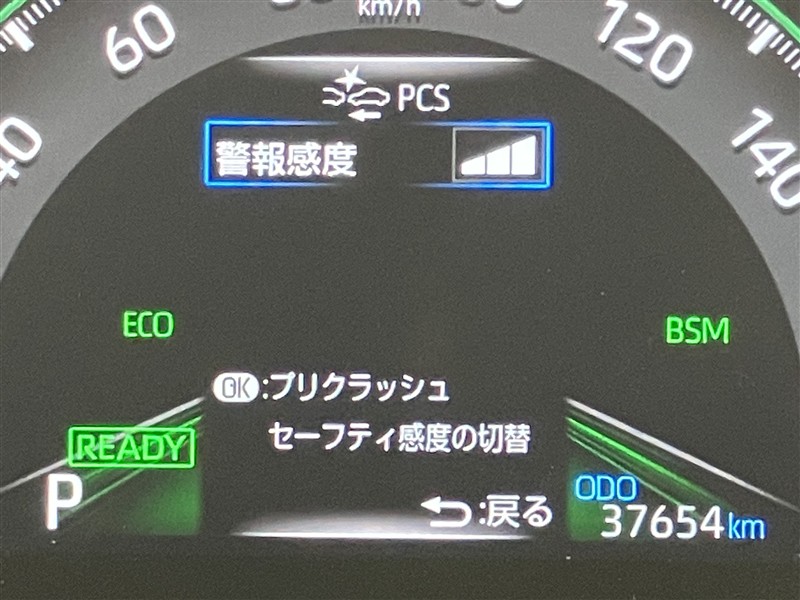 km/h
60
120
40
140
PCS
警報感度
ECO
BSM
OK:プリクラッシュ
セーフティ感度の切替
READY
P
:戻る
ODO
37654km